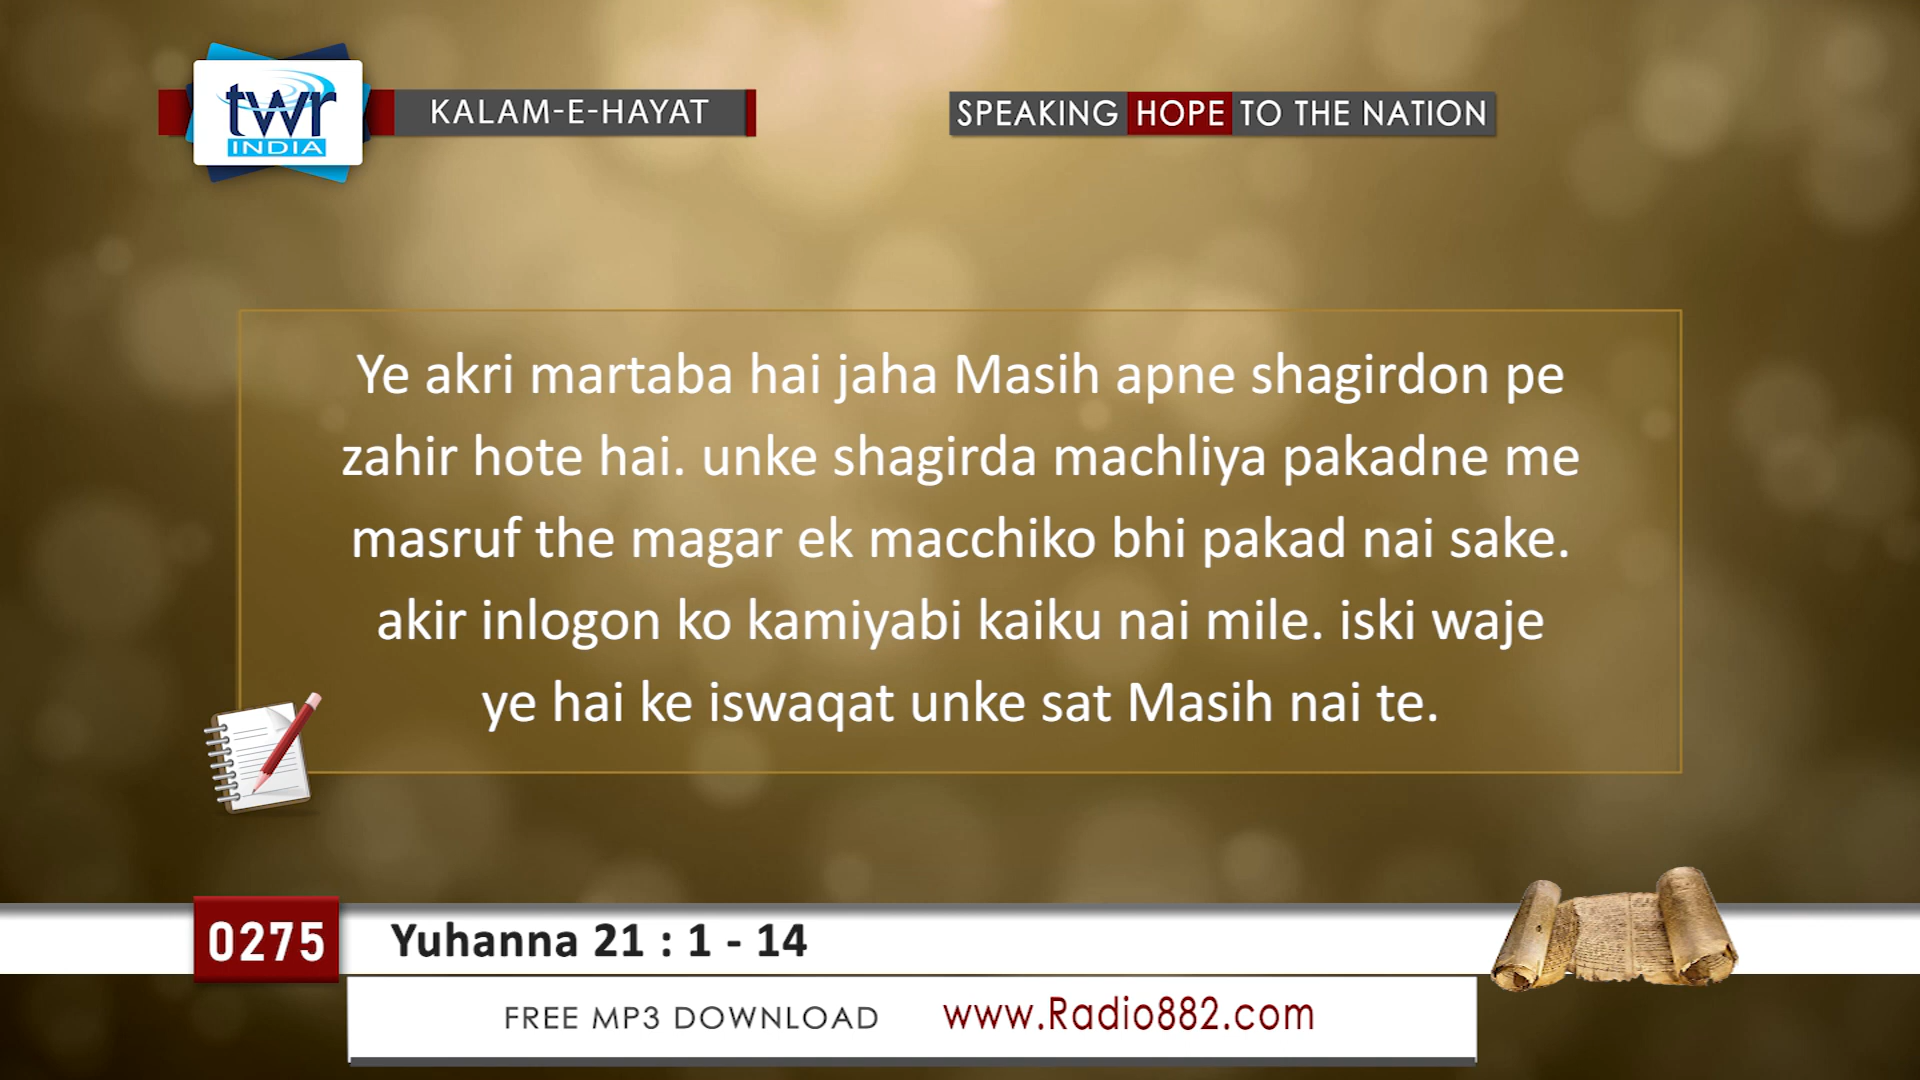 twr
INDIA
KALAM-E-HAYAT
SPEAKING HOPE TO THE NATION
Ye akri martaba hai jaha Masih apne shagirdon pe
zahir hote hai. unke shagirda machliya pakadne me
masruf the magar ek macchiko bhi pakad nai sake.
akir inlogon ko kamiyabi kaiku nai mile. iski waje
ye hai ke iswaqat unke sat Masih nai te.
0275
Yuhanna 21 : 1 - 14
FREE MP3 DOWNLOAD www.Radio882.com